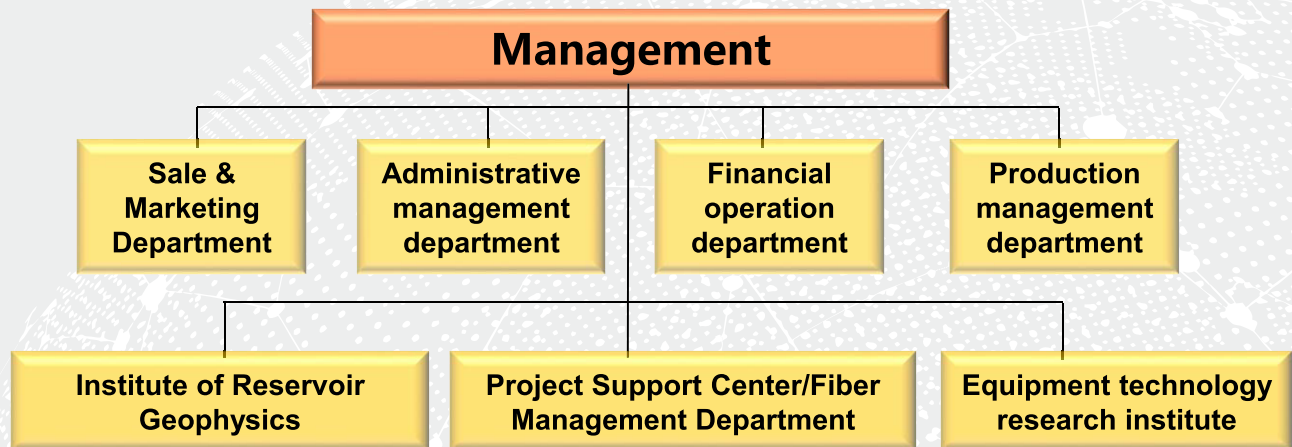 Management
Sale &
Marketing
Department
Administrative
management
department
Financial
operation
department
Production
management
department
Institute of Reservoir
Geophysics
Project Support Center/Fiber
Management Department
Equipment technology
research institute